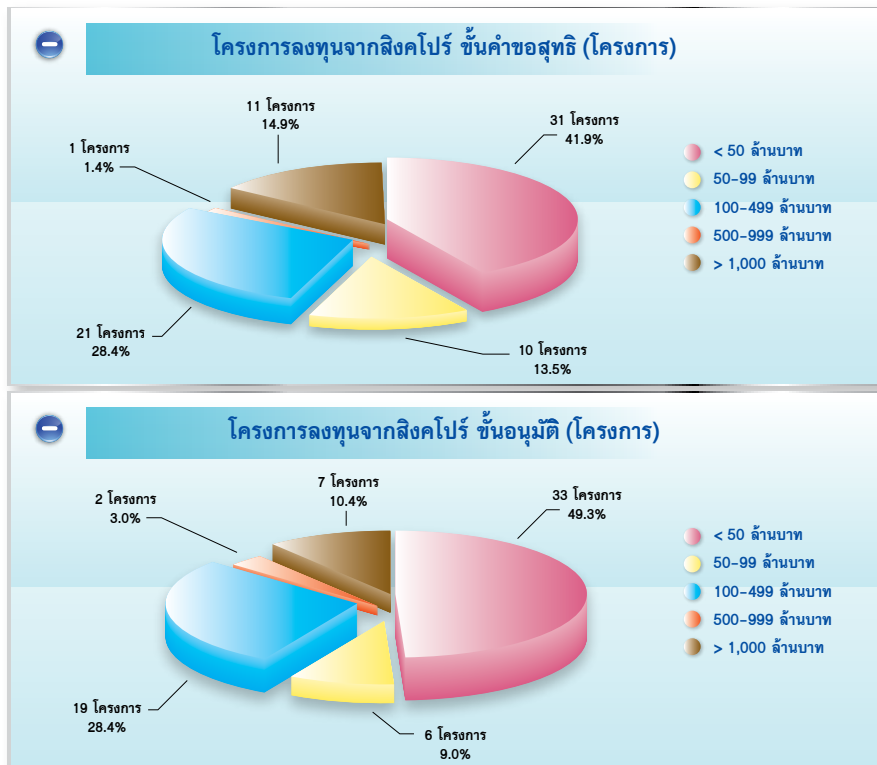 โครงการลงทุนจากสิงคโปร์ ขั้นคำขอสุทธิ (โครงการ)
11 โครงการ
14.9%
31 โครงการ
41.9%
1 โครงการ
1.4%
< 50 ล้านบาท
50-99 ล้านบาท
100-499 ล้านบาท
500-999 ล้านบาท
> 1,000 ล้านบาท
21 โครงการ
28.4%
10 โครงการ
13.5%
โครงการลงทุนจากสิงคโปร์ ขั้นอนุมัติ (โครงการ)
7 โครงการ
10.4%
33 โครงการ
49.3%
2 โครงการ
3.0%
< 50 ล้านบาท
50-99 ล้านบาท
100-499 ล้านบาท
500-999 ล้านบาท
> 1,000 ล้านบาท
19 โครงการ
28.4%
6 โครงการ
9.0%